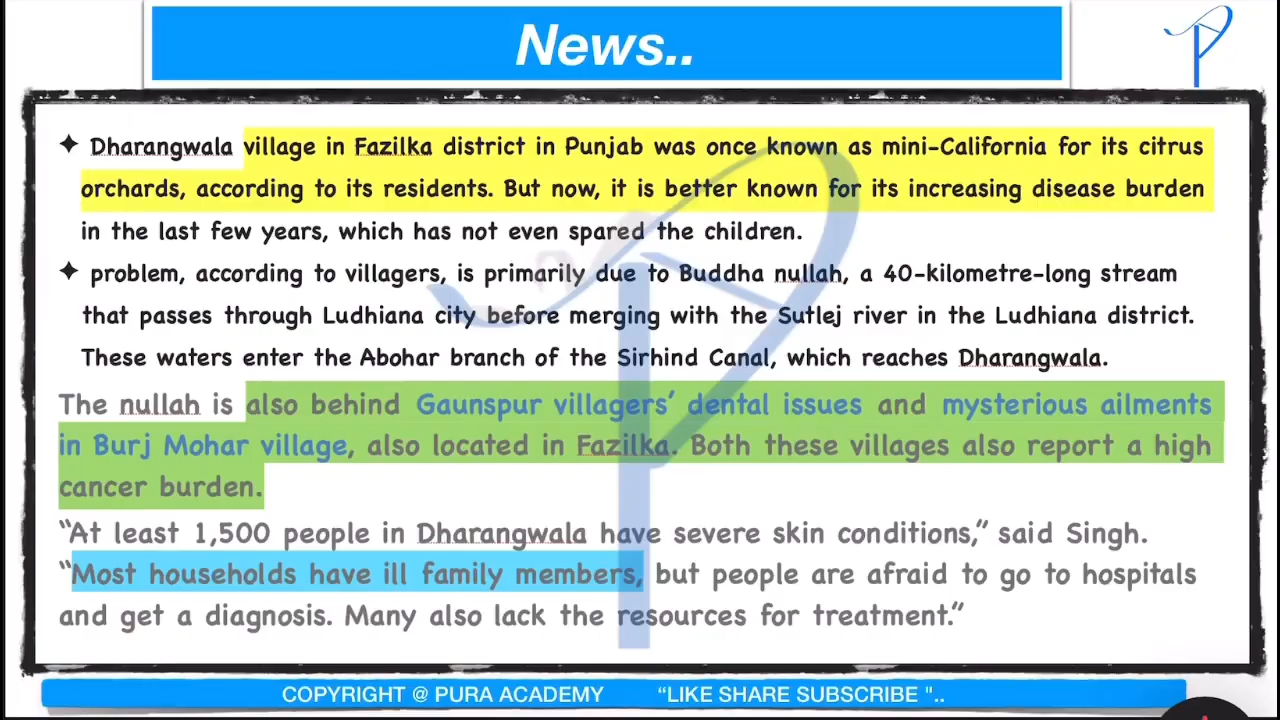 News..
✦ Dharangwala village in Fazilka district in Punjab was once known as mini-California for its citrus
orchards, according to its residents. But now, it is better known for its increasing disease burden
in the last few years, which has not even spared the children.
✦ problem, according to villagers, is primarily due to Buddha nullah, a 40-kilometre-long stream
that passes through Ludhiana city before merging with the Sutlej river in the Ludhiana district.
These waters enter the Abohar branch of the Sirhind Canal, which reaches Dharangwala.
The nullah is also behind Gaunspur villagers’ dental issues and mysterious ailments
in Burj Mohar village, also located in Fazilka. Both these villages also report a high
cancer burden.
“At least 1,500 people in Dharangwala have severe skin conditions,” said Singh.
“Most households have ill family members, but people are afraid to go to hospitals
and get a diagnosis. Many also lack the resources for treatment.”
COPYRIGHT @ PURA ACADEMY “LIKE SHARE SUBSCRIBE "..